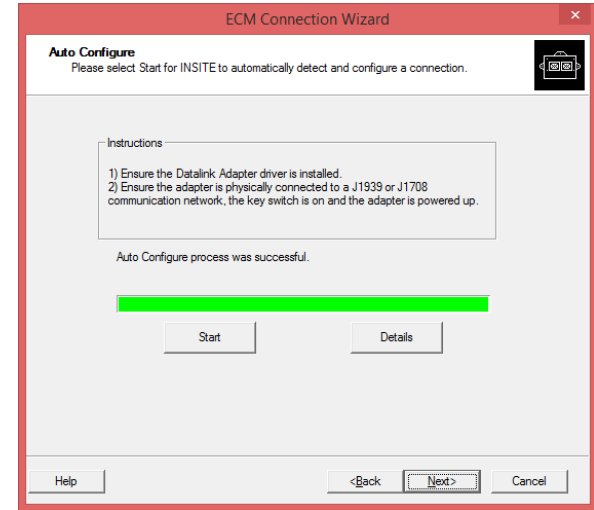 ECM Connection Wizard
×
Auto Configure
Please select Start for INSITE to automatically detect and configure a connection.
Instructions
1) Ensure the Datalink Adapter driver is installed.
2) Ensure the adapter is physically connected to a J1939 or J1708
communication network, the key switch is on and the adapter is powered up.
Auto Configure process was successful.
Start Details
Help <Back Next> Cancel